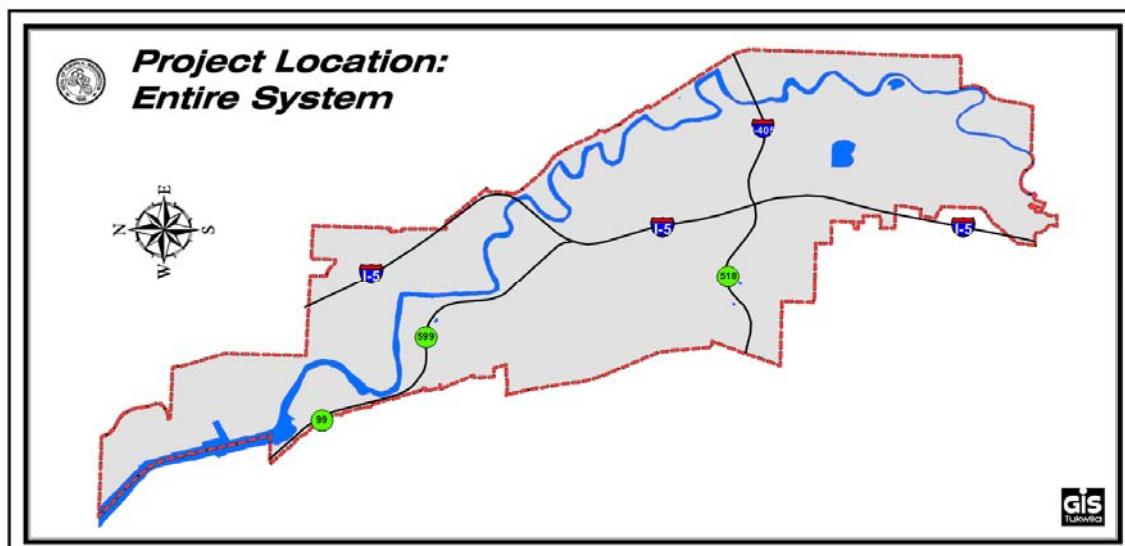 Project Location:
Entire System
E
N
S
W
I-405
I-5
I-5
I-5
518
599
99
GIS
Tukwila